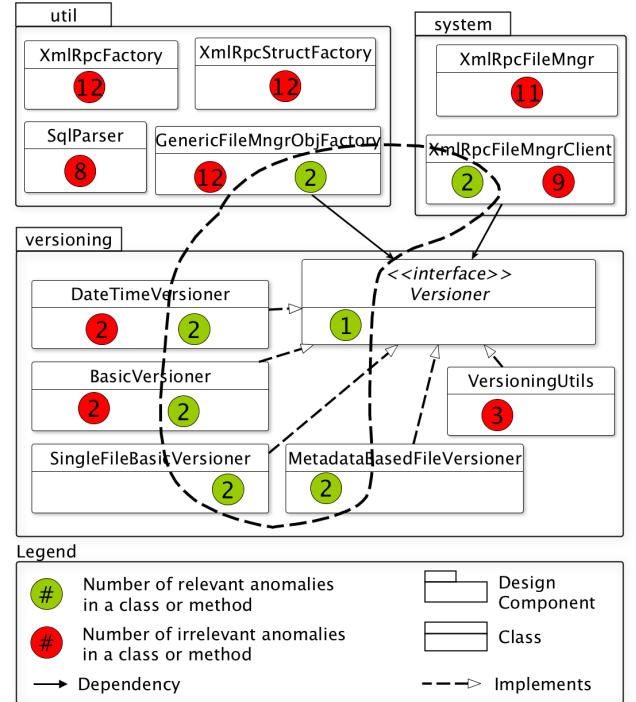 util
XmlRpcFactory
12
XmlRpcStructFactory
12
SqlParser
8
GenericFileMngrObjFactory
12
2
system
XmlRpcFileMngr
11
XmlRpcFileMngrClient
2
9
versioning
<<interface>>
Versioner
1
DateTimeVersioner
2
2
BasicVersioner
2
2
VersioningUtils
3
SingleFileBasicVersioner
2
MetadataBasedFileVersioner
2
Legend
# Number of relevant anomalies
in a class or method
# Number of irrelevant anomalies
in a class or method
Dependency
Design
Component
Class
Implements